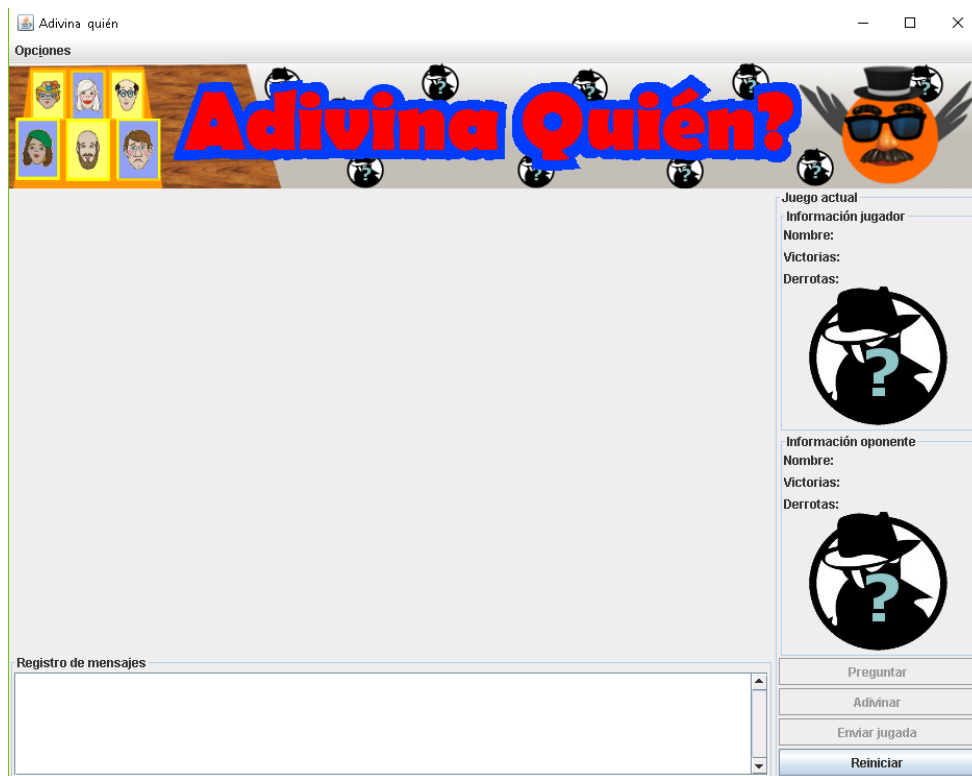 Adivina quién
Opciones
Adivina Quién?
Juego actual
Información jugador
Nombre:
Victorias:
Derrotas:
?
Información oponente
Nombre:
Victorias:
Derrotas:
?
Registro de mensajes
Preguntar
Adivinar
Enviar jugada
Reiniciar